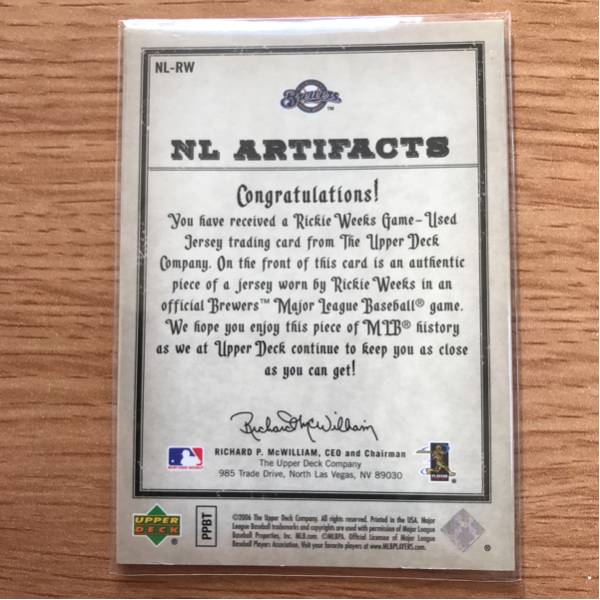 NL-RW
Brewers™
NL ARTIFACTS
Congratulations!
You have received a Rickie Weeks Game-Used
Jersey trading card from The Upper Deck
Company. On the front of this card is an authentic
piece of a jersey worn by Rickie Weeks in an
official Brewers™ Major League Baseball® game.
We hope you enjoy this piece of MLB® history
as we at Upper Deck continue to keep you as close
as you can get!
Richard McWilliam
RICHARD P. McWILLIAM, CEO and Chairman
The Upper Deck Company
985 Trade Drive, North Las Vegas, NV 89030
UPPER
DECK
®
PPBT
©2006 The Upper Deck Company. All rights reserved. Printed in the USA. Major
League Baseball trademarks and copyrights are used with permission of Major League
Baseball Properties, Inc. MLB.com. ©MLBPA. Official Licensee of Major League
Baseball Players Association. Visit your favorite players at www.MLBPLAYERS.com.
®